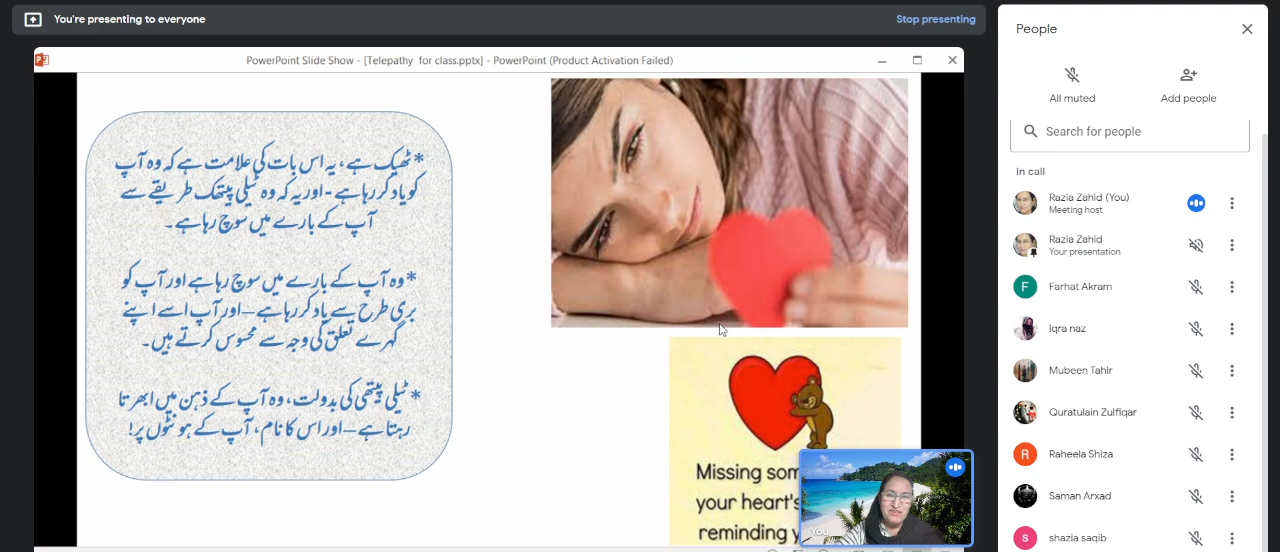 You're presenting to everyone
Stop presenting
PowerPoint Slide Show - [Telepathy for class.pptx] - PowerPoint (Product Activation Failed)
* ٹھیک ہے، یہ اس بات کی علامت ہے کہ وہ آپ
کو یاد کر رہا ہے - اور یہ کہ وہ ٹیلی پیتھک طریقے سے
آپ کے بارے میں سوچ رہا ہے۔
* وہ آپ کے بارے میں سوچ رہا ہے اور آپ کو
بری طرح سے یاد کر رہا ہے – اور آپ اسے اپنے
گہرے تعلق کی وجہ سے محسوس کرتے ہیں۔
* ٹیلی پیتھی کی بدولت، وہ آپ کے ذہن میں ابھرتا
رہتا ہے – اور اس کا نام، آپ کے ہونٹوں پر!
Missing som
your heart's
reminding y
You
People
All muted
Add people
Search for people
In call
Razia Zahid (You)
Meeting host
Razia Zahid
Your presentation
F
Farhat Akram
iqra naz
Mubeen Tahir
Quratulain Zulfiqar
R
Raheela Shiza
Saman Arxad
s
shazia saqib